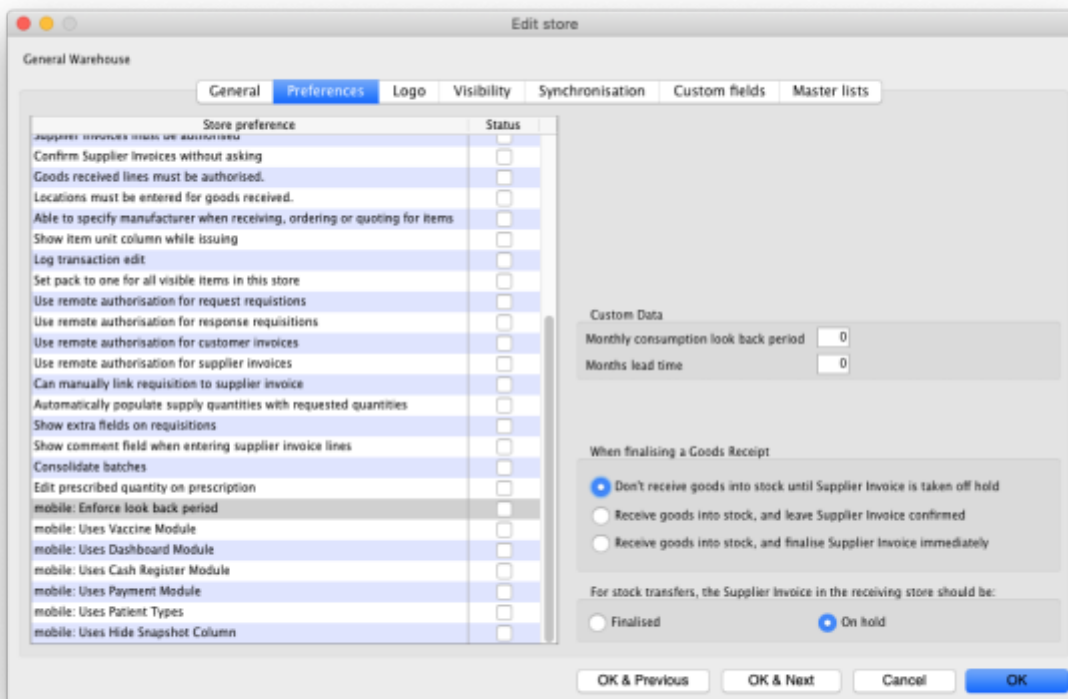 Edit store
General Warehouse
General Preferences Logo Visibility Synchronisation Custom fields Master lists
Store preference Status
Supplier Invoices must be authorised
Confirm Supplier Invoices without asking
Goods received lines must be authorised.
Locations must be entered for goods received.
Able to specify manufacturer when receiving, ordering or quoting for items
Show item unit column while issuing
Log transaction edit
Set pack to one for all visible items in this store
Use remote authorisation for request requistions
Use remote authorisation for response requisitions
Use remote authorisation for customer invoices
Use remote authorisation for supplier invoices
Can manually link requisition to supplier invoice
Automatically populate supply quantities with requested quantities
Show extra fields on requisitions
Show comment field when entering supplier invoice lines
Consolidate batches
Edit prescribed quantity on prescription
mobile: Enforce look back period
mobile: Uses Vaccine Module
mobile: Uses Dashboard Module
mobile: Uses Cash Register Module
mobile: Uses Payment Module
mobile: Uses Patient Types
mobile: Uses Hide Snapshot Column
Custom Data
Monthly consumption look back period 0
Months lead time 0
When finalising a Goods Receipt
Don't receive goods into stock until Supplier Invoice is taken off hold
Receive goods into stock, and leave Supplier Invoice confirmed
Receive goods into stock, and finalise Supplier Invoice immediately
For stock transfers, the Supplier Invoice in the receiving store should be:
Finalised On hold
OK & Previous OK & Next Cancel OK